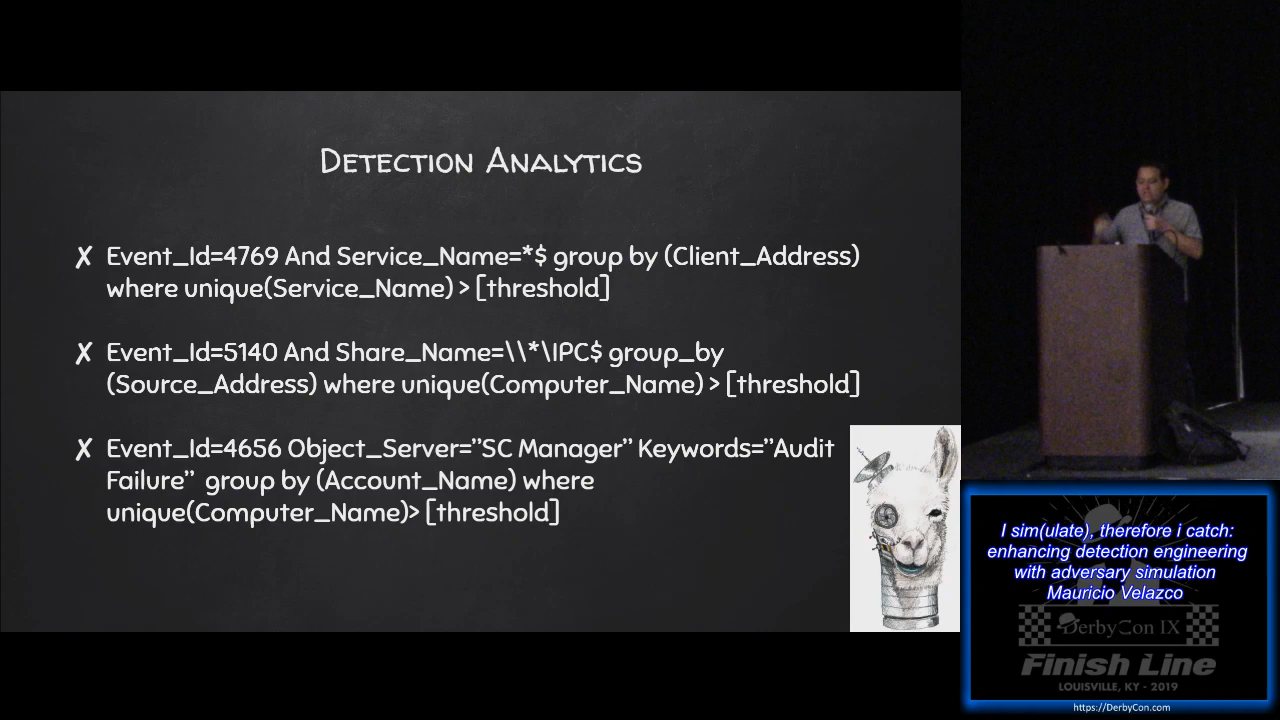 Detection Analytics
✗ Event_Id=4769 And Service_Name=*$ group by (Client_Address)
where unique(Service_Name) > [threshold]
✗ Event_Id=5140 And Share_Name=\\*\IPC$ group_by
(Source_Address) where unique(Computer_Name) > [threshold]
✗ Event_Id=4656 Object_Server=”SC Manager” Keywords=”Audit
Failure” group by (Account_Name) where
unique(Computer_Name)> [threshold]
I sim(ulate), therefore i catch:
enhancing detection engineering
with adversary simulation
Mauricio Velazco
DerbyCon IX
Finish Line
LOUISVILLE, KY - 2019
https://DerbyCon.com